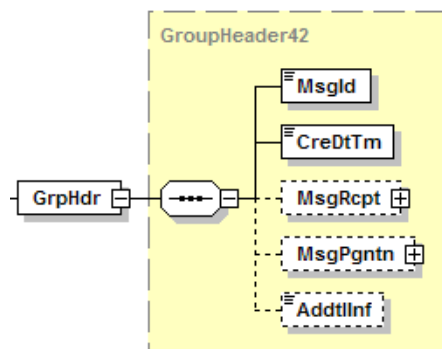 GroupHeader42
MsgId
CreDtTm
GrpHdr
MsgRcpt
MsgPgntn
AddtlInf